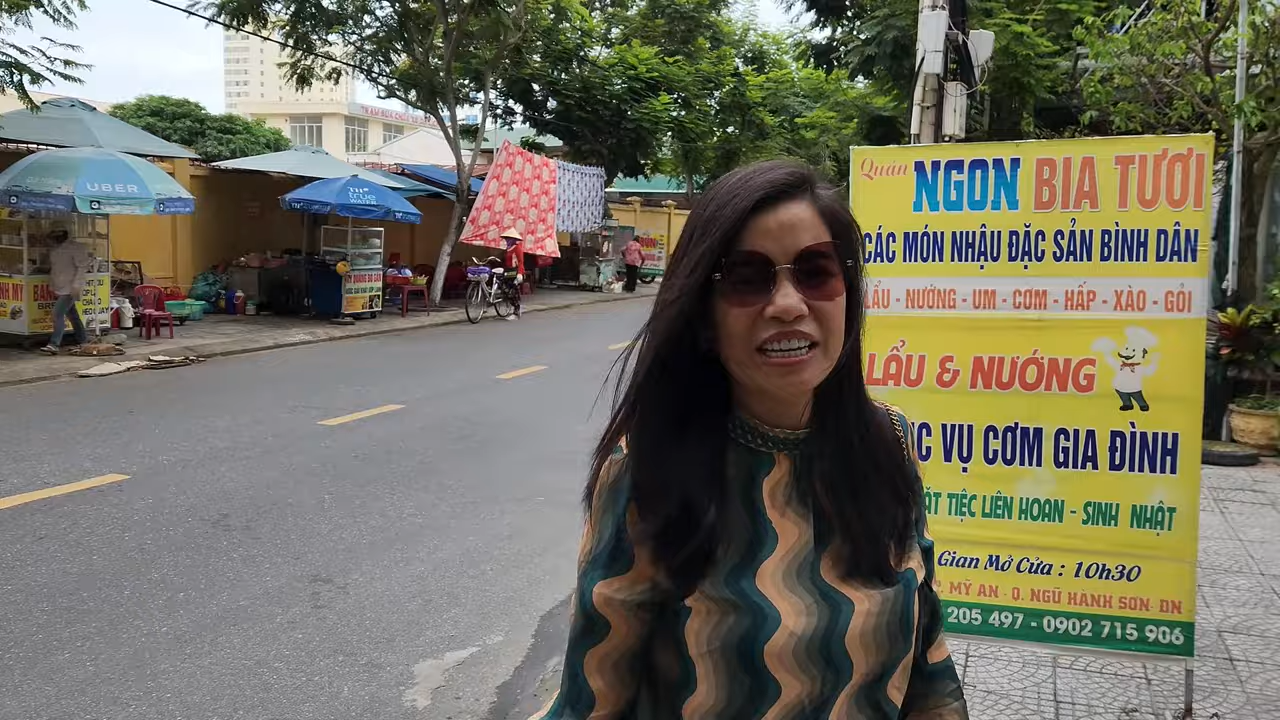 UBER
TH
true
WATER
Quán NGON BIA TƯƠI
CÁC MÓN NHẬU ĐẶC SẢN BÌNH DÂN
LẨU - NƯỚNG - UM - CƠM - HẤP - XÀO - GỎI
LẨU & NƯỚNG
VỤ CƠM GIA ĐÌNH
TIỆC LIÊN HOAN - SINH NHẬT
Gian Mở Cửa : 10h30
P. MỸ AN - Q. NGŨ HÀNH SƠN- ĐN
205 497 - 0902 715 906